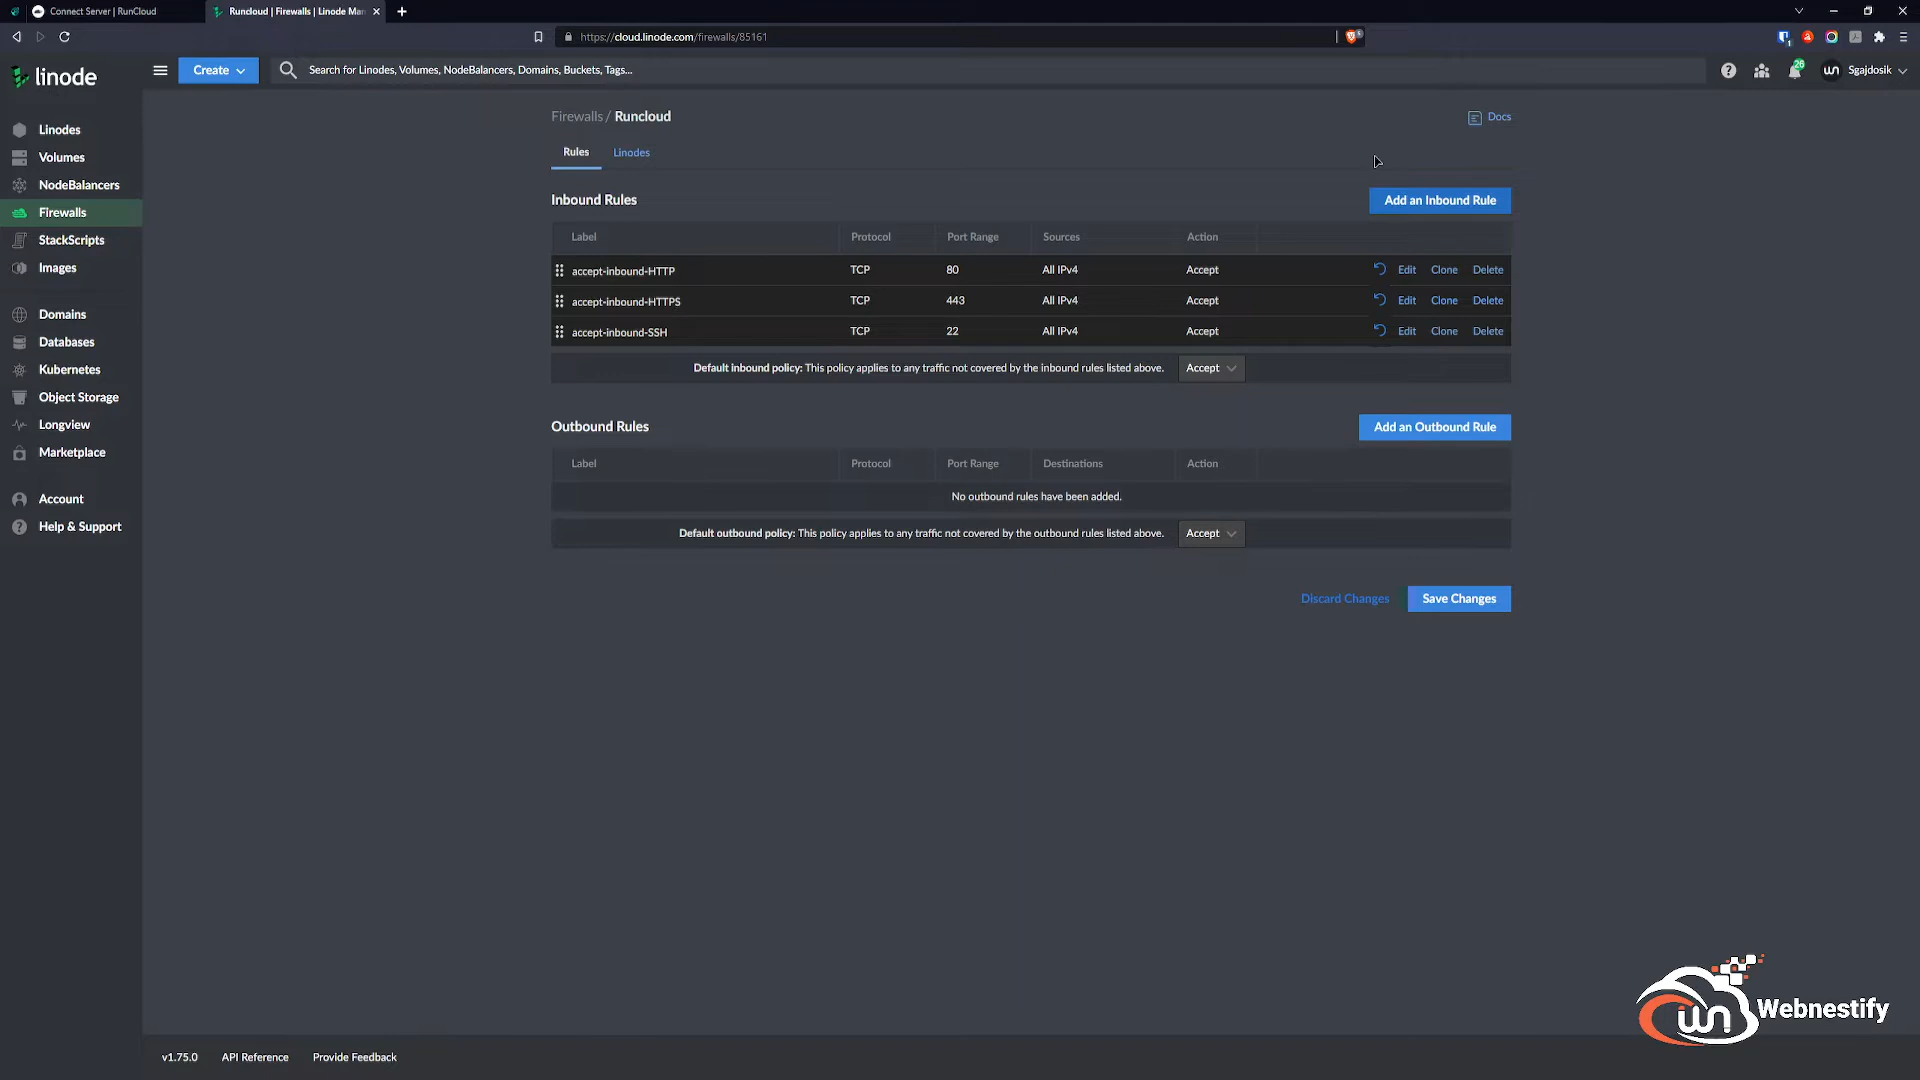 Connect Server | RunCloud
Runcloud | Firewalls | Linode Man
https://cloud.linode.com/firewalls/85161
linode
Create
Search for Linodes, Volumes, NodeBalancers, Domains, Buckets, Tags...
26
Sgajdosik
Linodes
Volumes
NodeBalancers
Firewalls
StackScripts
Images
Domains
Databases
Kubernetes
Object Storage
Longview
Marketplace
Account
Help & Support
Firewalls / Runcloud
Docs
Rules Linodes
Inbound Rules
Add an Inbound Rule
Label Protocol Port Range Sources Action
accept-inbound-HTTP TCP 80 All IPv4 Accept Edit Clone Delete
accept-inbound-HTTPS TCP 443 All IPv4 Accept Edit Clone Delete
accept-inbound-SSH TCP 22 All IPv4 Accept Edit Clone Delete
Default inbound policy: This policy applies to any traffic not covered by the inbound rules listed above. Accept
Outbound Rules
Add an Outbound Rule
Label Protocol Port Range Destinations Action
No outbound rules have been added.
Default outbound policy: This policy applies to any traffic not covered by the outbound rules listed above. Accept
Discard Changes Save Changes
Webnestify
v1.75.0 API Reference Provide Feedback